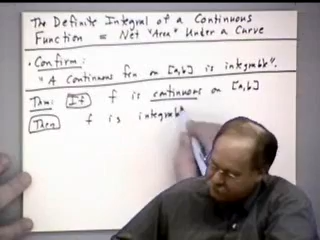 The Definite Integral of a Continuous
Function = Net "Area" Under a Curve
• Confirm:
"A Continuous fcn on [a,b] is integrable".
Thm: If f is continuous on [a,b]
Then f is integrabl